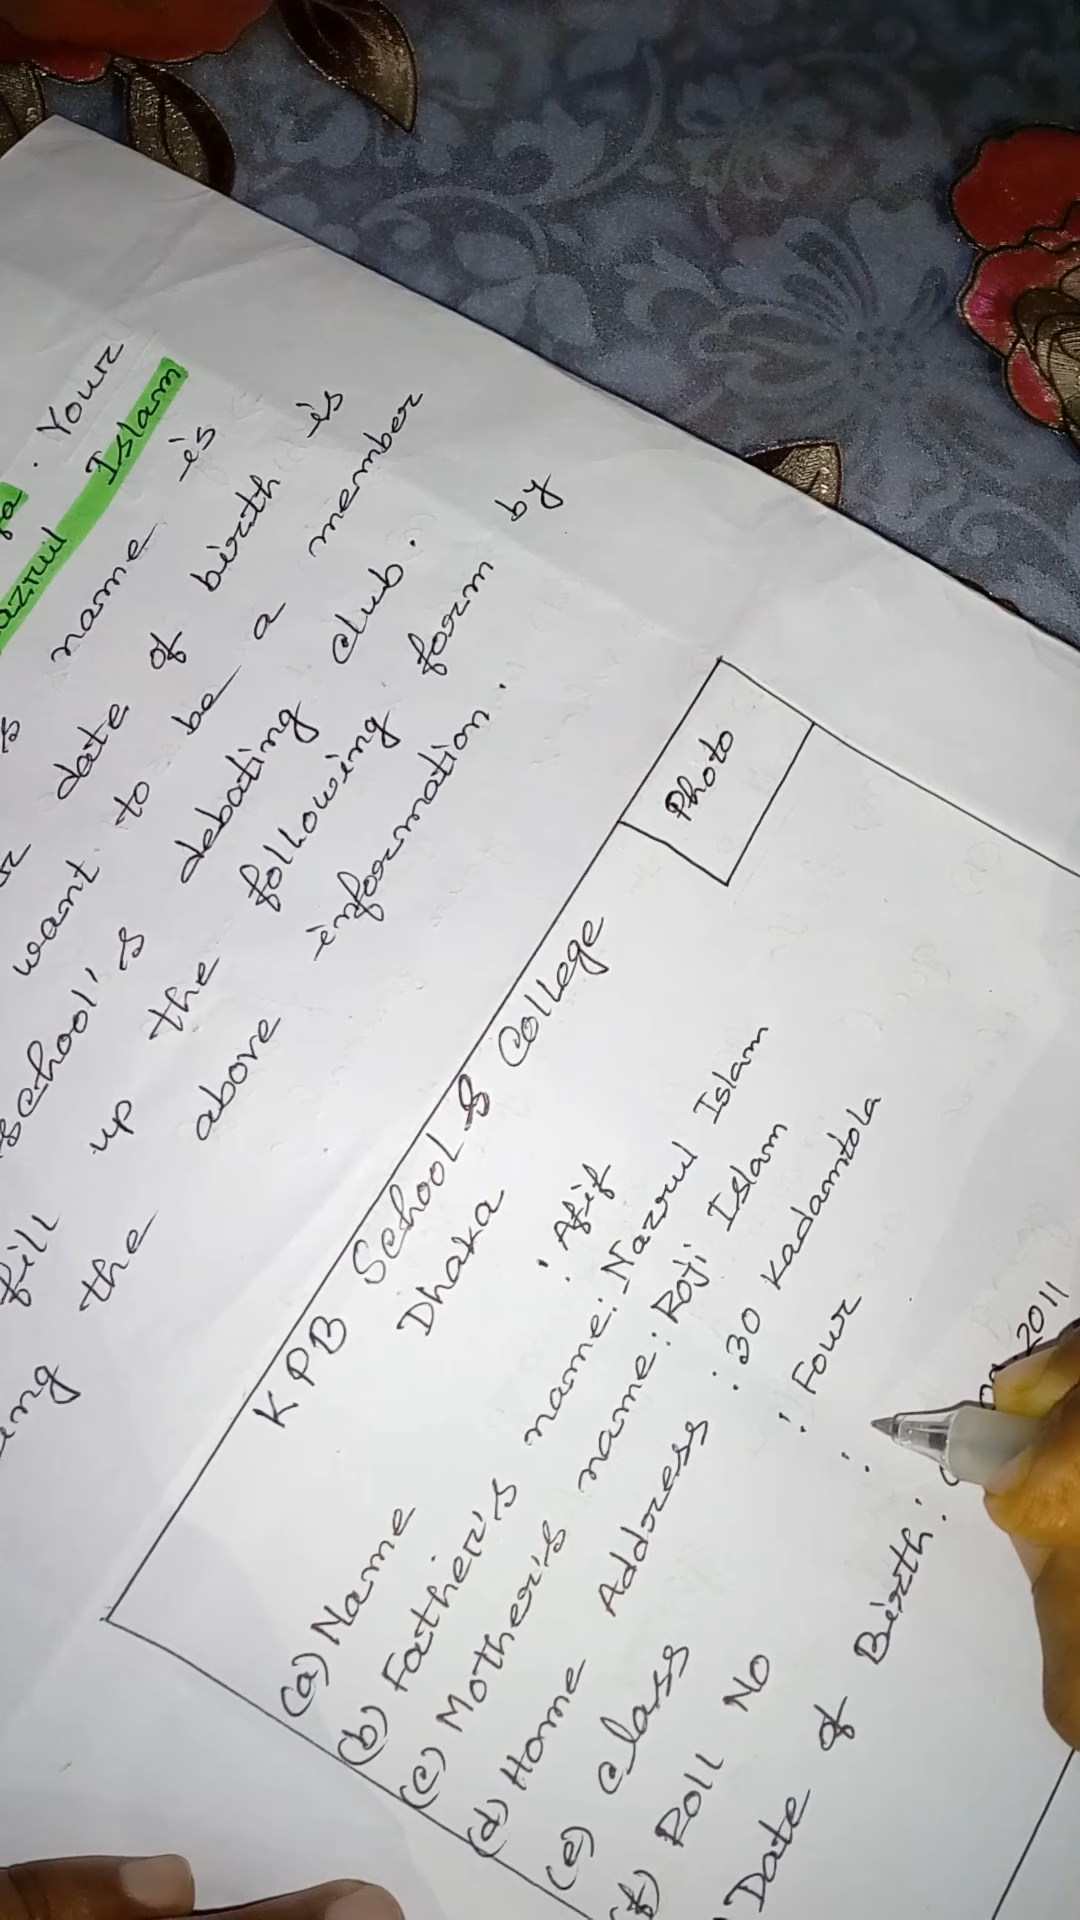 . Your
Nazrul Islam
name is
date of birth is
want to be a member
school's debating club.
fill up the following form by
ing the above information.
Photo
KPB School & College
Dhaka
(a) Name : Afif
(b) Father's name : Nazrul Islam
(c) Mother's name : Roji Islam
(d) Home Address : 30 Kadamtola
(e) Class : Four
(f) Roll No :
Date of Birth : 2011